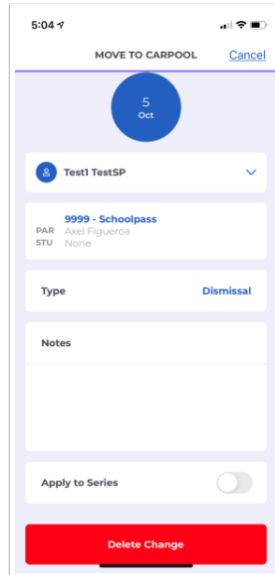 5:04
MOVE TO CARPOOL Cancel
5
Oct
Test1 TestSP
9999 - Schoolpass
PAR Axel Figueroa
STU None
Type Dismissal
Notes
Apply to Series
Delete Change